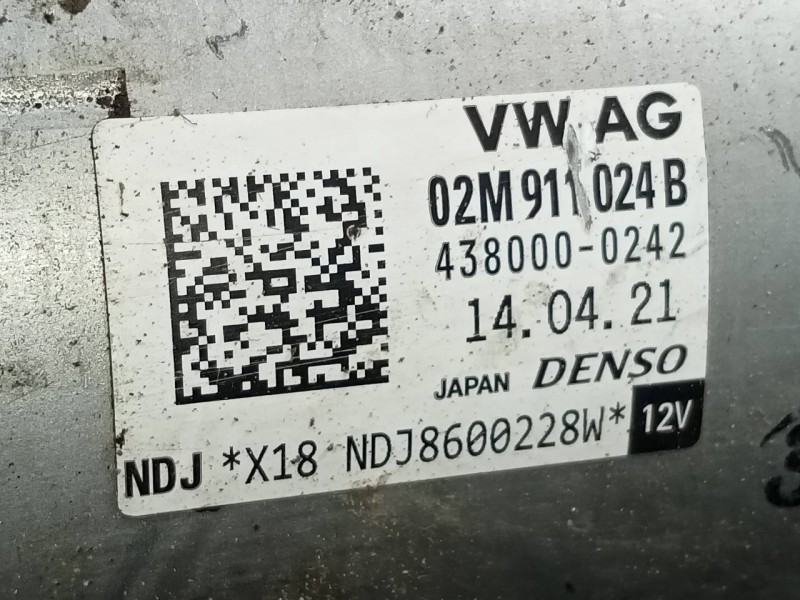 VW AG
02M 911 024 B
438000-0242
14.04.21
JAPAN DENSO
NDJ *X18 NDJ8600228W* 12V